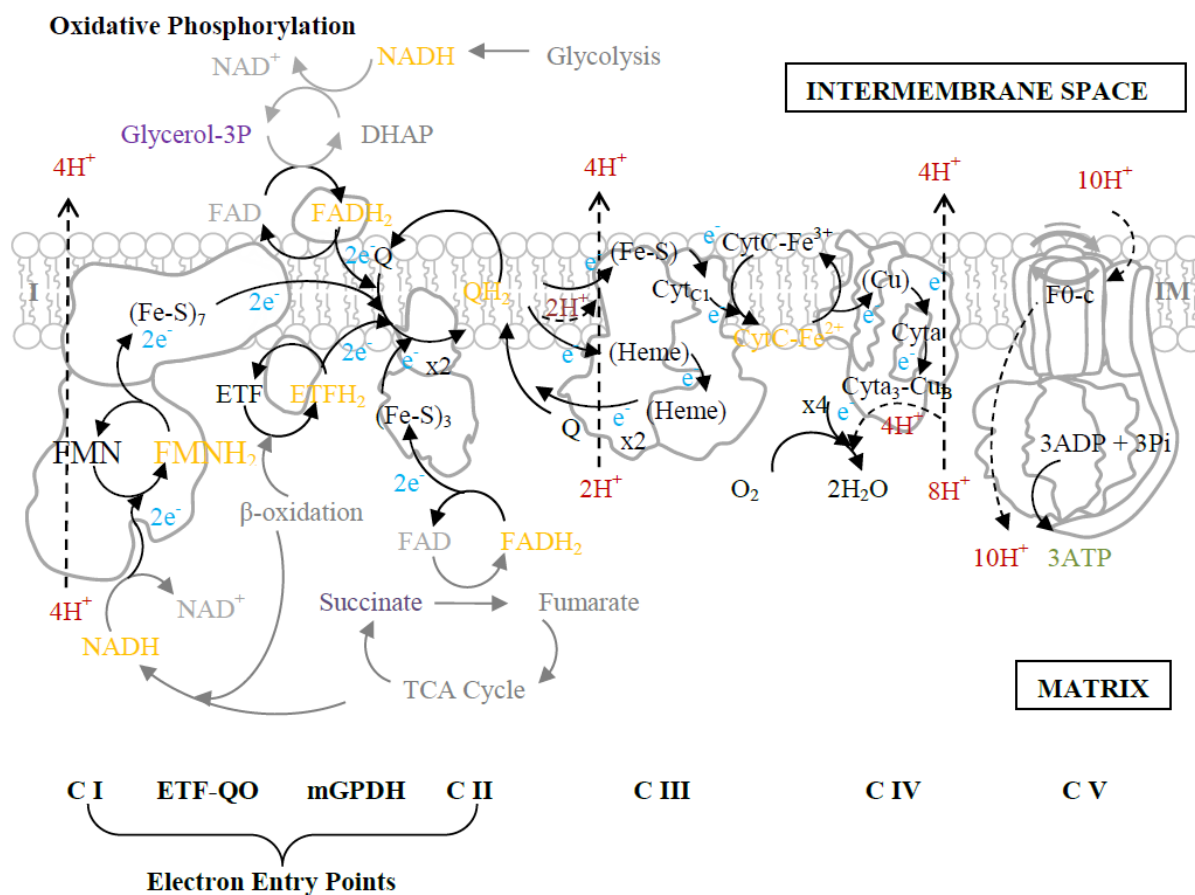 Oxidative Phosphorylation
NAD⁺ NADH Glycolysis
INTERMEMBRANE SPACE
Glycerol-3P DHAP
4H⁺ 4H⁺ 4H⁺ 10H⁺
FAD FADH₂
2e⁻ Q (Fe-S) e⁻ CytC-Fe³⁺
e⁻
I 2e⁻ QH₂ 2H⁺ Cyt_C1 e⁻ (Cu) e⁻ F0-c IM
(Fe-S)₇
2e⁻ 2e⁻ e⁻ CytC-Fe²⁺ e⁻ Cyta
e⁻ x2 e⁻ (Heme) e⁻
ETF ETFH₂ (Fe-S)₃ e⁻ (Heme) Cyta₃-Cu_B
Q e⁻ x2 x4 e⁻ 4H⁺
FMN FMNH₂ 3ADP + 3Pi
2e⁻ 2e⁻ 2H⁺ O₂ 2H₂O 8H⁺
β-oxidation
FAD FADH₂ 10H⁺ 3ATP
4H⁺ NAD⁺ Succinate Fumarate
NADH
TCA Cycle MATRIX
C I ETF-QO mGPDH C II C III C IV C V
Electron Entry Points